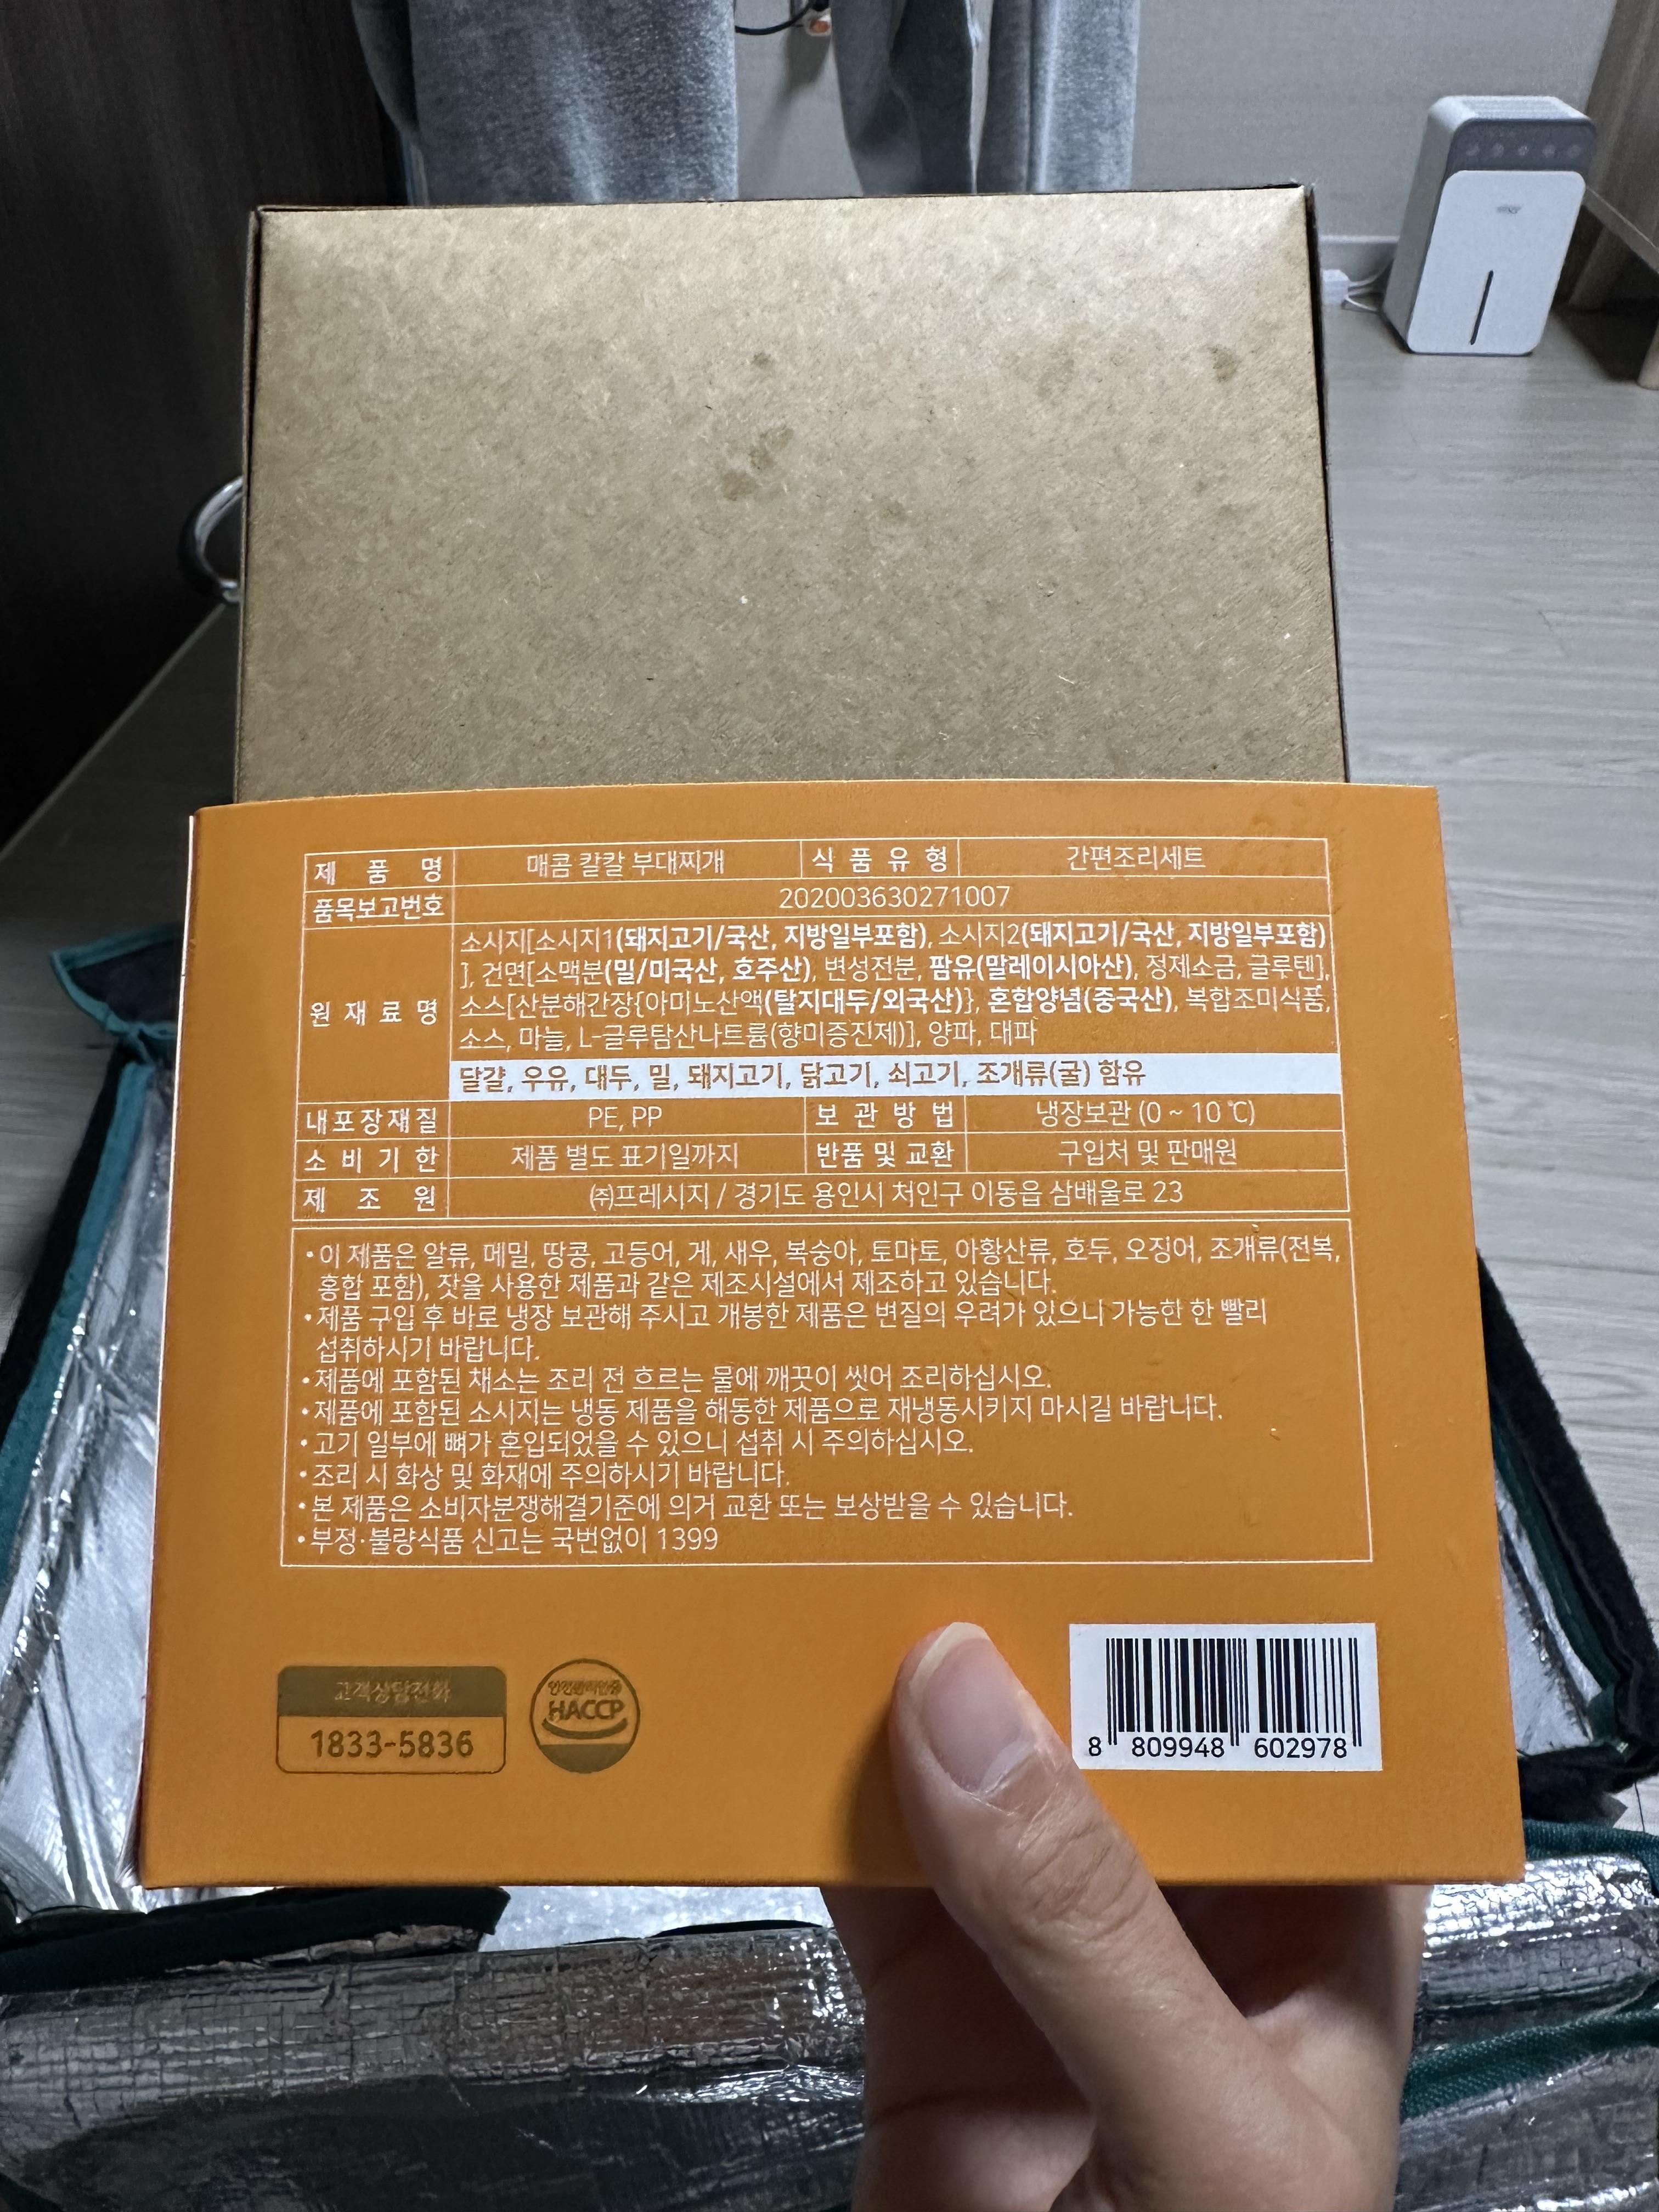 제 품 명 매콤 칼칼 부대찌개 식 품 유 형 간편조리세트
품목보고번호 202003630271007
원 재 료 명
소시지[소시지1(돼지고기/국산, 지방일부포함), 소시지2(돼지고기/국산, 지방일부포함)
], 건면[소맥분(밀/미국산, 호주산), 변성전분, 팜유(말레이시아산), 정제소금, 글루텐],
소스[산분해간장{아미노산액(탈지대두/외국산)}, 혼합양념(중국산), 복합조미식품,
소스, 마늘, L-글루탐산나트륨(향미증진제)], 양파, 대파
달걀, 우유, 대두, 밀, 돼지고기, 닭고기, 쇠고기, 조개류(굴) 함유
내포장재질 PE, PP 보 관 방 법 냉장보관 (0 ~ 10 ℃)
소 비 기 한 제품 별도 표기일까지 반품 및 교환 구입처 및 판매원
제 조 원 ㈜프레시지 / 경기도 용인시 처인구 이동읍 삼배울로 23
• 이 제품은 알류, 메밀, 땅콩, 고등어, 게, 새우, 복숭아, 토마토, 아황산류, 호두, 오징어, 조개류(전복,
홍합 포함), 잣을 사용한 제품과 같은 제조시설에서 제조하고 있습니다.
• 제품 구입 후 바로 냉장 보관해 주시고 개봉한 제품은 변질의 우려가 있으니 가능한 한 빨리
섭취하시기 바랍니다.
• 제품에 포함된 채소는 조리 전 흐르는 물에 깨끗이 씻어 조리하십시오.
• 제품에 포함된 소시지는 냉동 제품을 해동한 제품으로 재냉동시키지 마시길 바랍니다.
• 고기 일부에 뼈가 혼입되었을 수 있으니 섭취 시 주의하십시오.
• 조리 시 화상 및 화재에 주의하시기 바랍니다.
• 본 제품은 소비자분쟁해결기준에 의거 교환 또는 보상받을 수 있습니다.
• 부정·불량식품 신고는 국번없이 1399
고객상담전화
1833-5836
안전관리인증
HACCP
8 809948 602978